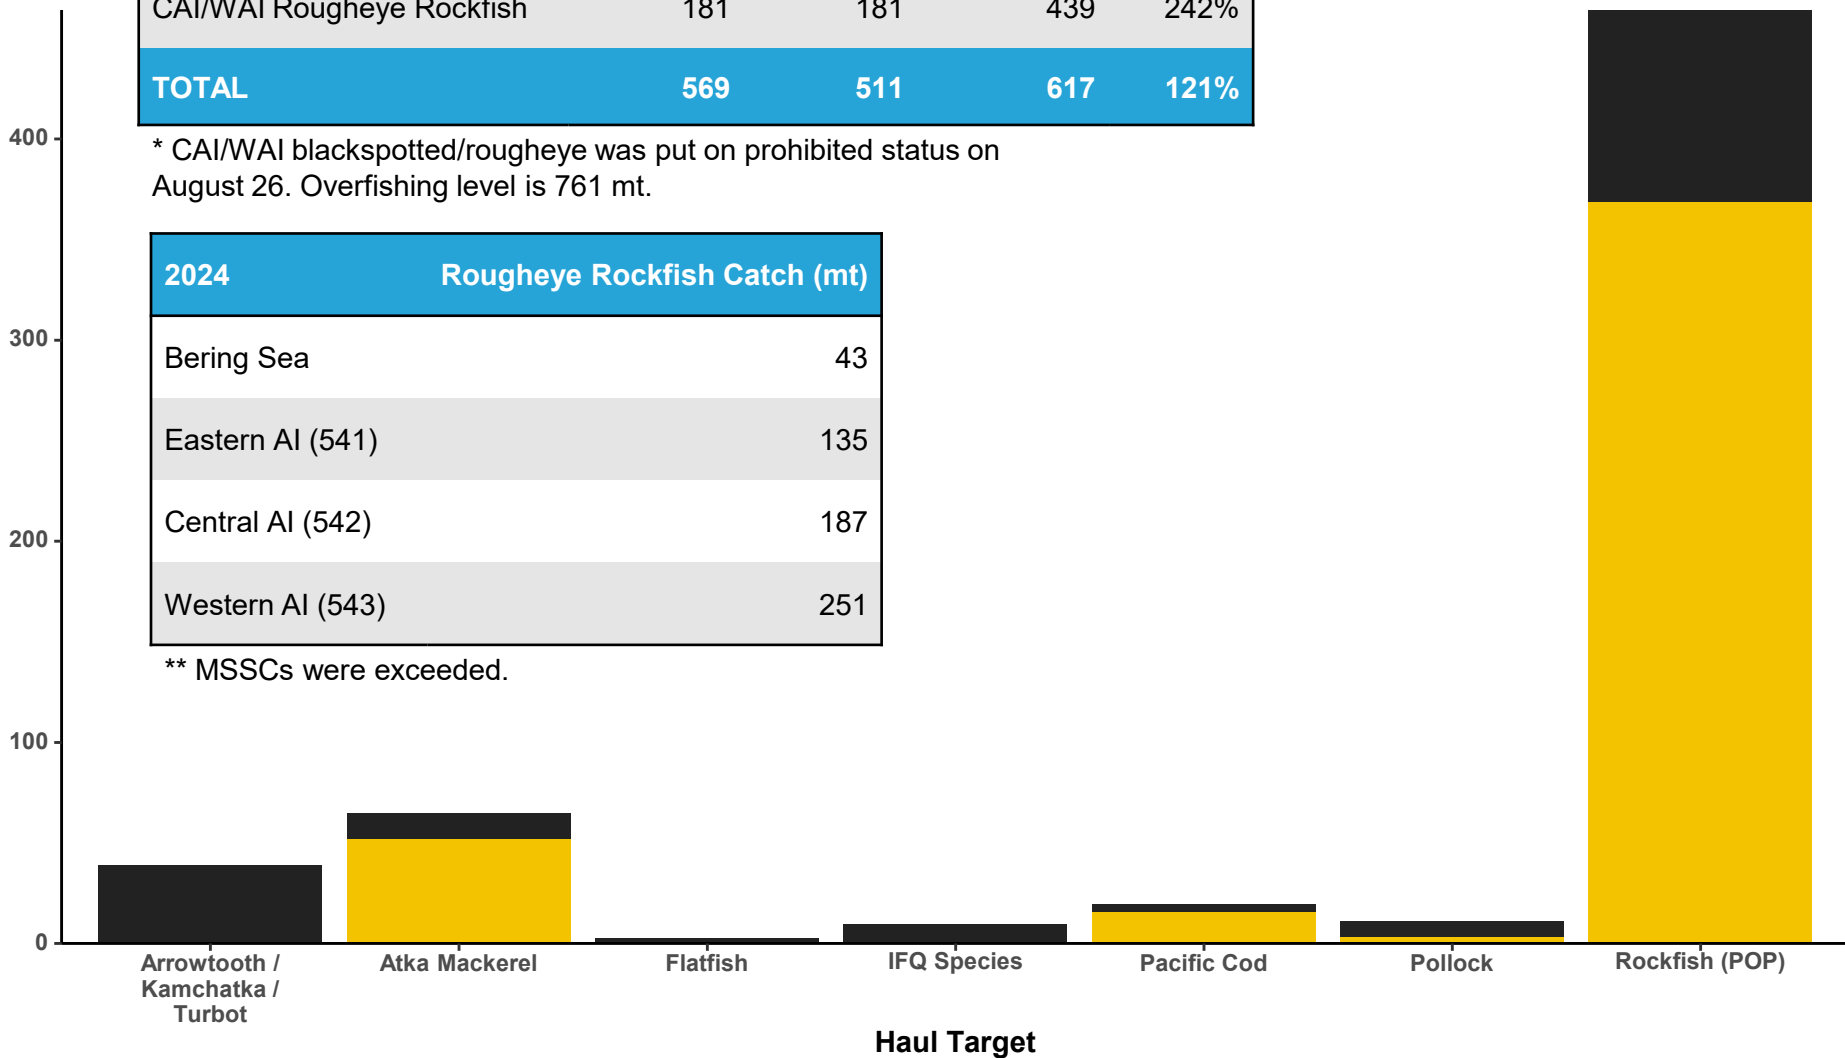 CAI/WAI Rougheye Rockfish 181 181 439 242%
TOTAL 569 511 617 121%
* CAI/WAI blackspotted/rougheye was put on prohibited status on
August 26. Overfishing level is 761 mt.
2024 Rougheye Rockfish Catch (mt)
Bering Sea 43
Eastern AI (541) 135
Central AI (542) 187
Western AI (543) 251
** MSSCs were exceeded.
400
300
200
100
0
Arrowtooth /
Kamchatka /
Turbot
Atka Mackerel
Flatfish
IFQ Species
Pacific Cod
Pollock
Rockfish (POP)
Haul Target